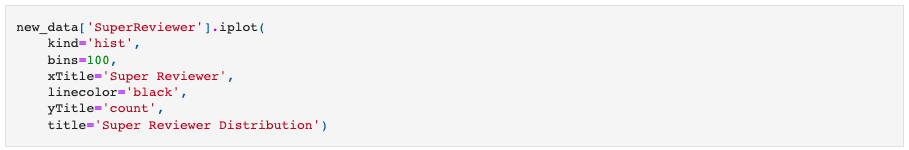 new_data['SuperReviewer'].iplot(
    kind='hist',
    bins=100,
    xTitle='Super Reviewer',
    linecolor='black',
    yTitle='count',
    title='Super Reviewer Distribution')